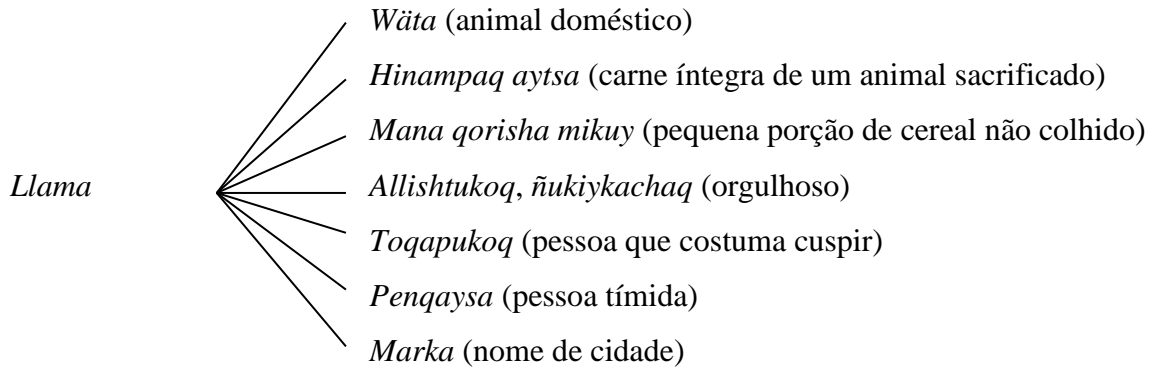 Wäta (animal doméstico)
Hinampaq aytsa (carne íntegra de um animal sacrificado)
Mana qorisha mikuy (pequena porção de cereal não colhido)
Llama Allishtukoq, ñukiykachaq (orgulhoso)
Toqapukoq (pessoa que costuma cuspir)
Penqaysa (pessoa tímida)
Marka (nome de cidade)